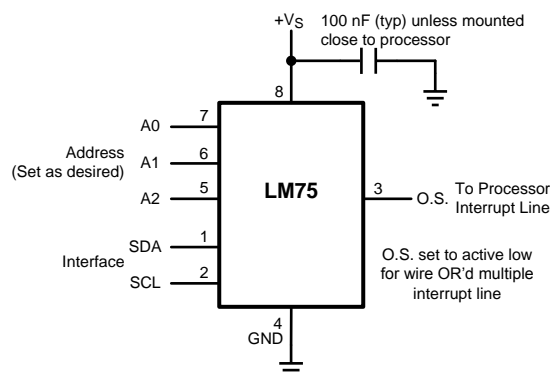 +VS
100 nF (typ) unless mounted
close to processor
8
A0
7
Address
(Set as desired)
A1
6
A2
5
LM75
3
O.S.
To Processor
Interrupt Line
SDA
1
Interface
SCL
2
O.S. set to active low
for wire OR'd multiple
interrupt line
4
GND